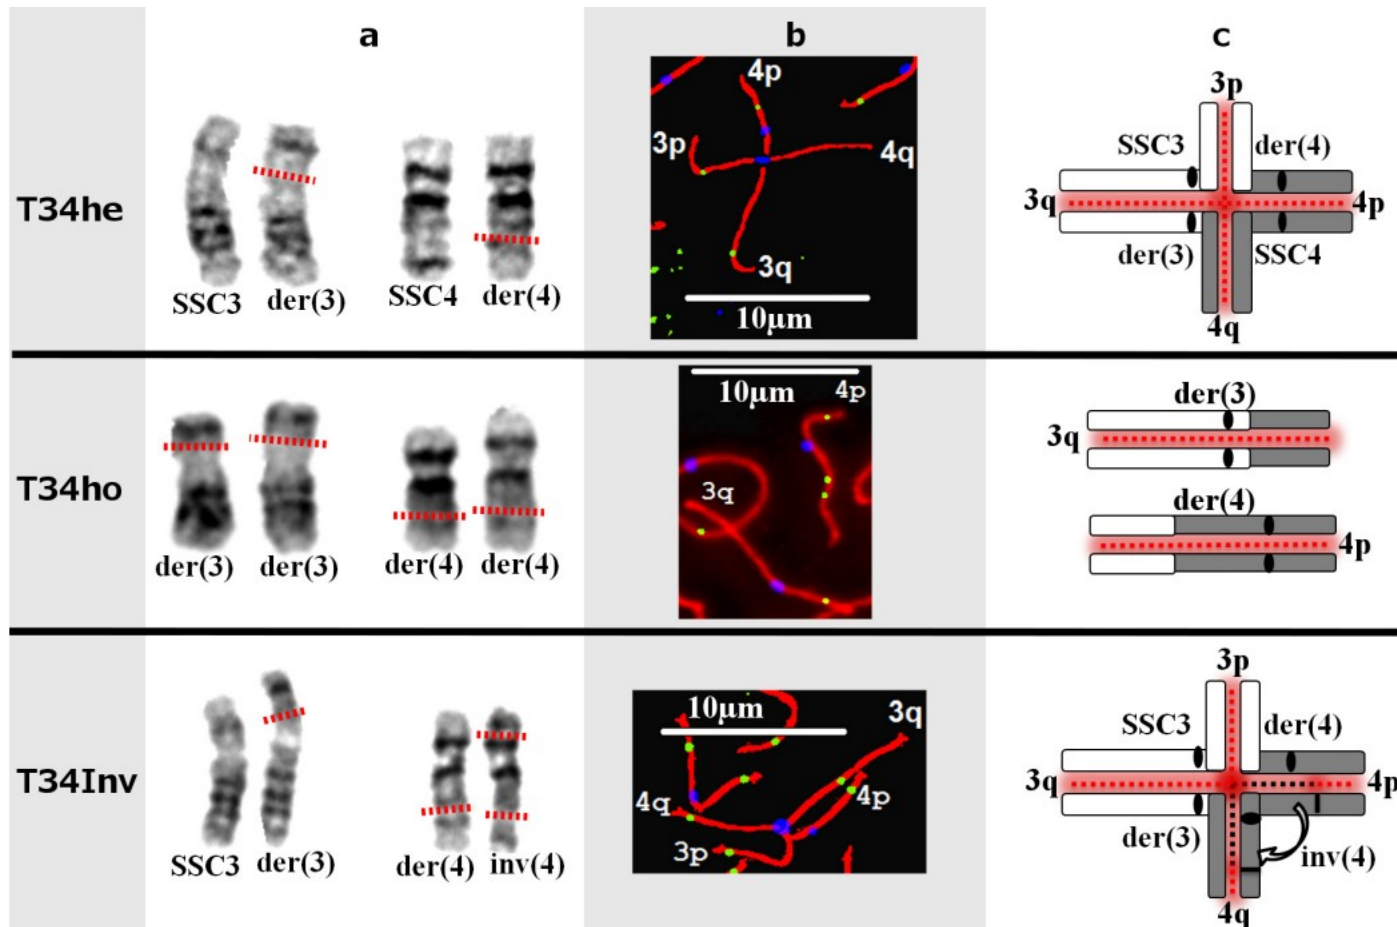 a b c
T34he
SSC3 der(3) SSC4 der(4)
4p
3p
4q
3q
10µm
3p
SSC3 der(4)
3q 4p
der(3) SSC4
4q
T34ho
der(3) der(3) der(4) der(4)
10µm
4p
3q
der(3)
3q
der(4)
4p
T34Inv
SSC3 der(3) der(4) inv(4)
10µm
3q
4q
4p
3p
3p
SSC3 der(4)
3q 4p
der(3) inv(4)
4q